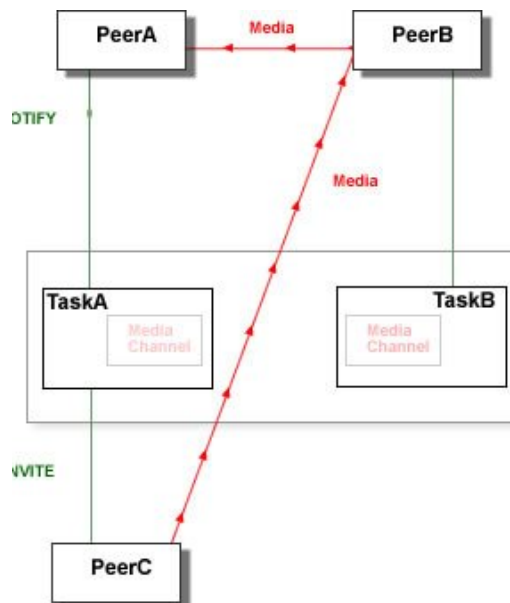 Media
PeerA
PeerB
OTIFY
Media
TaskA
TaskB
Media
Channel
Media
Channel
NVITE
PeerC